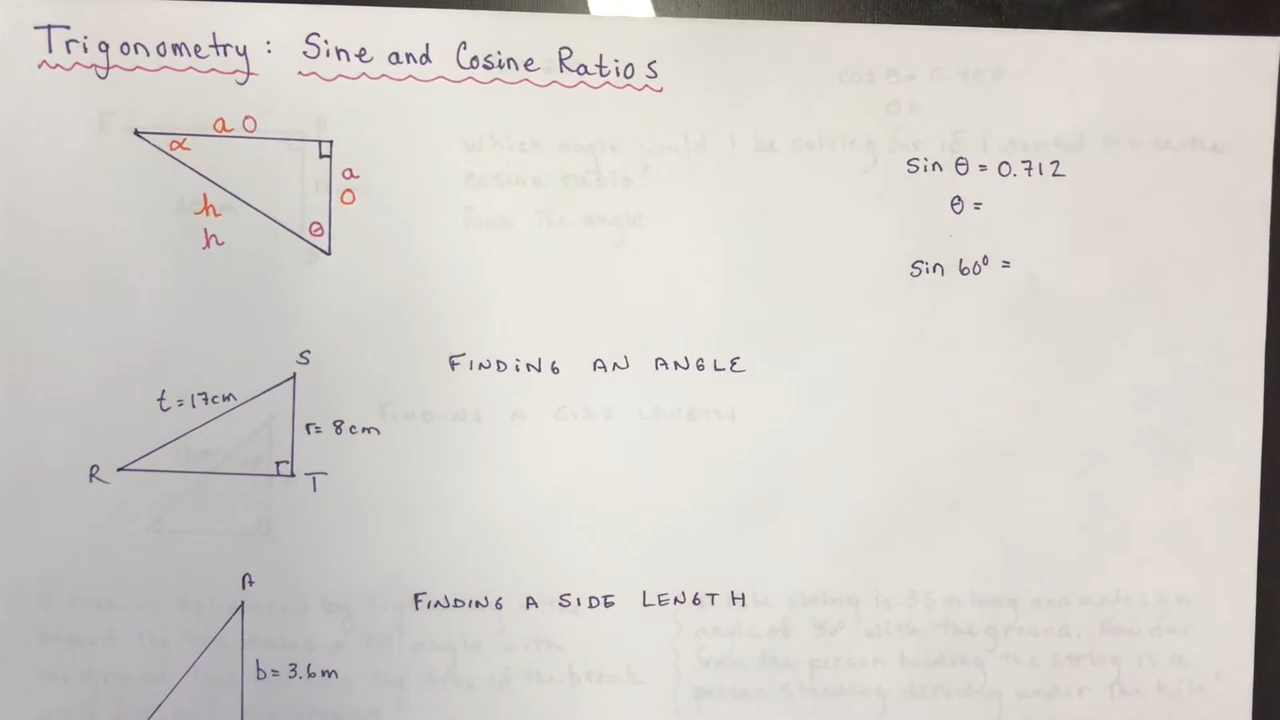 Trigonometry: Sine and Cosine Ratios
a O
α
a
O
h
h
θ
sin θ = 0.712
θ =
sin 60° =
S
t = 17cm
r = 8cm
R
T
FINDING AN ANGLE
A
FINDING A SIDE LENGTH
b = 3.6m